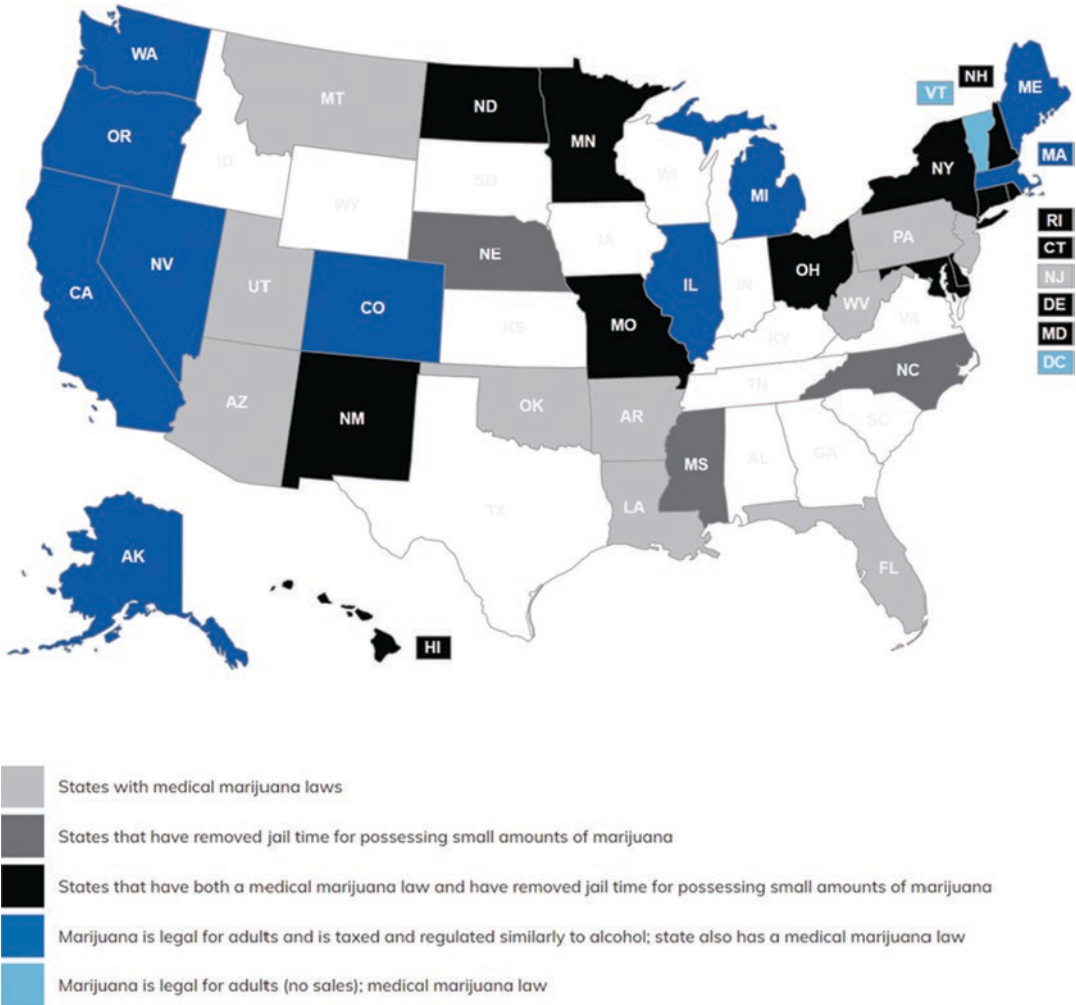 WA
MT
ND
MN
OR
ID
WY
SD
WI
MI
NY
VT
NH
ME
MA
RI
CT
NJ
DE
MD
DC
NV
UT
CO
NE
IA
IL
IN
OH
PA
WV
VA
CA
AZ
NM
KS
MO
KY
OK
AR
TN
NC
SC
TX
LA
MS
AL
GA
FL
AK
HI
States with medical marijuana laws
States that have removed jail time for possessing small amounts of marijuana
States that have both a medical marijuana law and have removed jail time for possessing small amounts of marijuana
Marijuana is legal for adults and is taxed and regulated similarly to alcohol; state also has a medical marijuana law
Marijuana is legal for adults (no sales); medical marijuana law